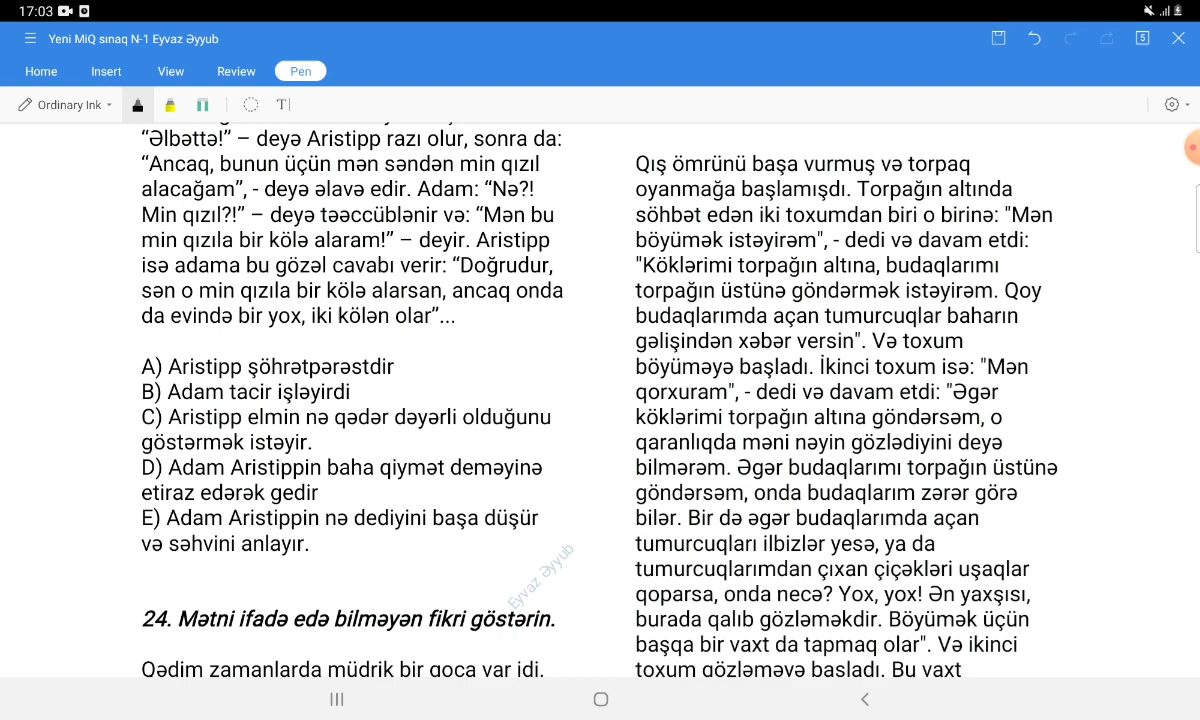 17:03
Yeni MiQ sınaq N-1 Eyvaz Əyyub
5
Home Insert View Review Pen
Ordinary Ink
T|
“Əlbəttə!” – deyə Aristipp razı olur, sonra da:
“Ancaq, bunun üçün mən səndən min qızıl
alacağam”, - deyə əlavə edir. Adam: “Nə?!
Min qızıl?!” – deyə təəccüblənir və: “Mən bu
min qızıla bir kölə alaram!” – deyir. Aristipp
isə adama bu gözəl cavabı verir: “Doğrudur,
sən o min qızıla bir kölə alarsan, ancaq onda
da evində bir yox, iki kölən olar”...
A) Aristipp şöhrətpərəstdir
B) Adam tacir işləyirdi
C) Aristipp elmin nə qədər dəyərli olduğunu
göstərmək istəyir.
D) Adam Aristippin baha qiymət deməyinə
etiraz edərək gedir
E) Adam Aristippin nə dediyini başa düşür
və səhvini anlayır.
Eyvaz Əyyub
24. Mətni ifadə edə bilməyən fikri göstərin.
Qədim zamanlarda müdrik bir qoca var idi.
Qış ömrünü başa vurmuş və torpaq
oyanmağa başlamışdı. Torpağın altında
söhbət edən iki toxumdan biri o birinə: "Mən
böyümək istəyirəm", - dedi və davam etdi:
"Köklərimi torpağın altına, budaqlarımı
torpağın üstünə göndərmək istəyirəm. Qoy
budaqlarımda açan tumurcuqlar baharın
gəlişindən xəbər versin". Və toxum
böyüməyə başladı. İkinci toxum isə: "Mən
qorxuram", - dedi və davam etdi: "Əgər
köklərimi torpağın altına göndərsəm, o
qaranlıqda məni nəyin gözlədiyini deyə
bilmərəm. Əgər budaqlarımı torpağın üstünə
göndərsəm, onda budaqlarım zərər görə
bilər. Bir də əgər budaqlarımda açan
tumurcuqları ilbizlər yesə, ya da
tumurcuqlarımdan çıxan çiçəkləri uşaqlar
qoparsa, onda necə? Yox, yox! Ən yaxşısı,
burada qalıb gözləməkdir. Böyümək üçün
başqa bir vaxt da tapmaq olar". Və ikinci
toxum gözləməyə başladı. Bu vaxt